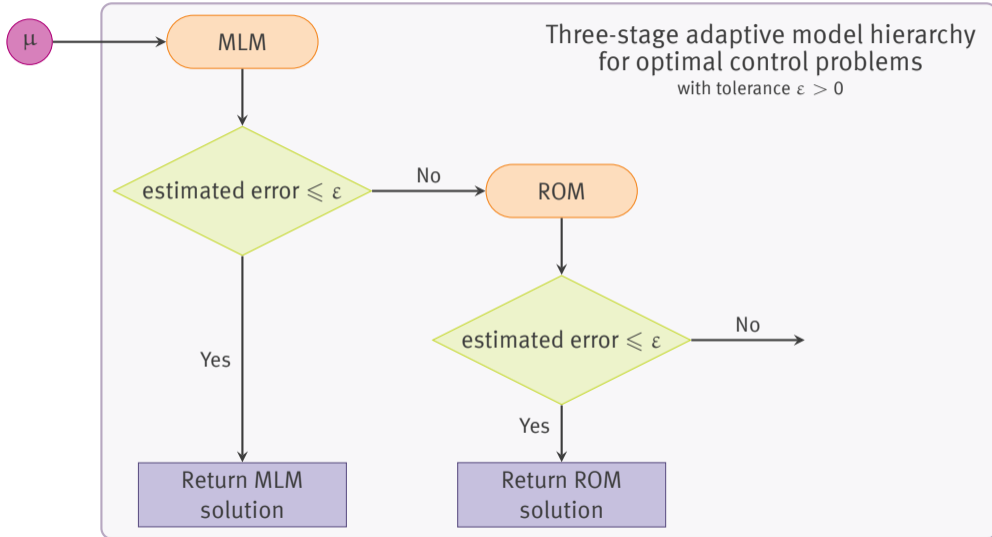 μ
MLM
Three-stage adaptive model hierarchy
for optimal control problems
with tolerance ε > 0
estimated error ⩽ ε
No
ROM
estimated error ⩽ ε
No
Yes
Yes
Return MLM
solution
Return ROM
solution